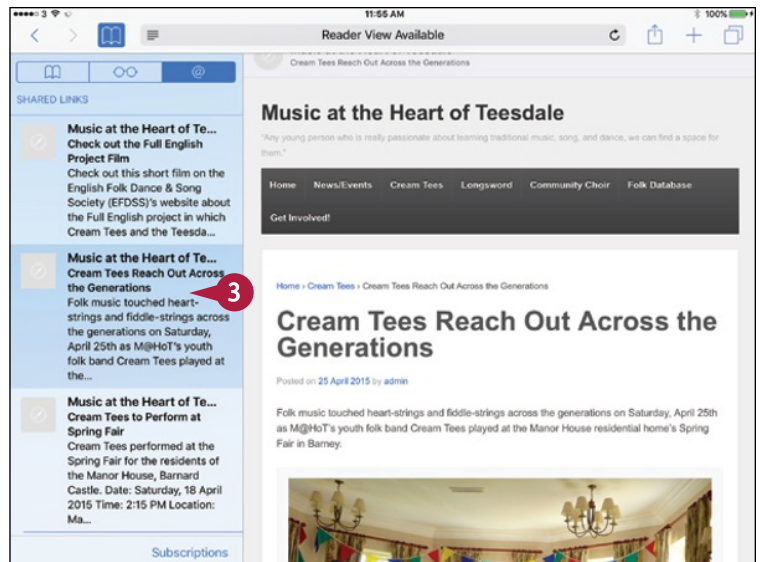 3
11:55 AM
100%
Reader View Available
@
SHARED LINKS
Music at the Heart of Te...
Check out the Full English
Project Film
Check out this short film on the
English Folk Dance & Song
Society (EFDSS)'s website about
the Full English project in which
Cream Tees and the Teesda...
Music at the Heart of Te...
Cream Tees Reach Out Across
the Generations
Folk music touched heart-
strings and fiddle-strings across
the generations on Saturday,
April 25th as M@HoT's youth
folk band Cream Tees played at
the...
3
Music at the Heart of Te...
Cream Tees to Perform at
Spring Fair
Cream Tees performed at the
Spring Fair for the residents of
the Manor House, Barnard
Castle. Date: Saturday, 18 April
2015 Time: 2:15 PM Location:
Ma...
Subscriptions
Cream Tees Reach Out Across the Generations
Music at the Heart of Teesdale
"Any young person who is really passionate about learning traditional music, song, and dance, we can find a space for
them."
Home News/Events Cream Tees Longsword Community Choir Folk Database
Get Involved!
Home › Cream Tees › Cream Tees Reach Out Across the Generations
Cream Tees Reach Out Across the
Generations
Posted on 25 April 2015 by admin
Folk music touched heart-strings and fiddle-strings across the generations on Saturday, April 25th
as M@HoT's youth folk band Cream Tees played at the Manor House residential home's Spring
Fair in Barney.